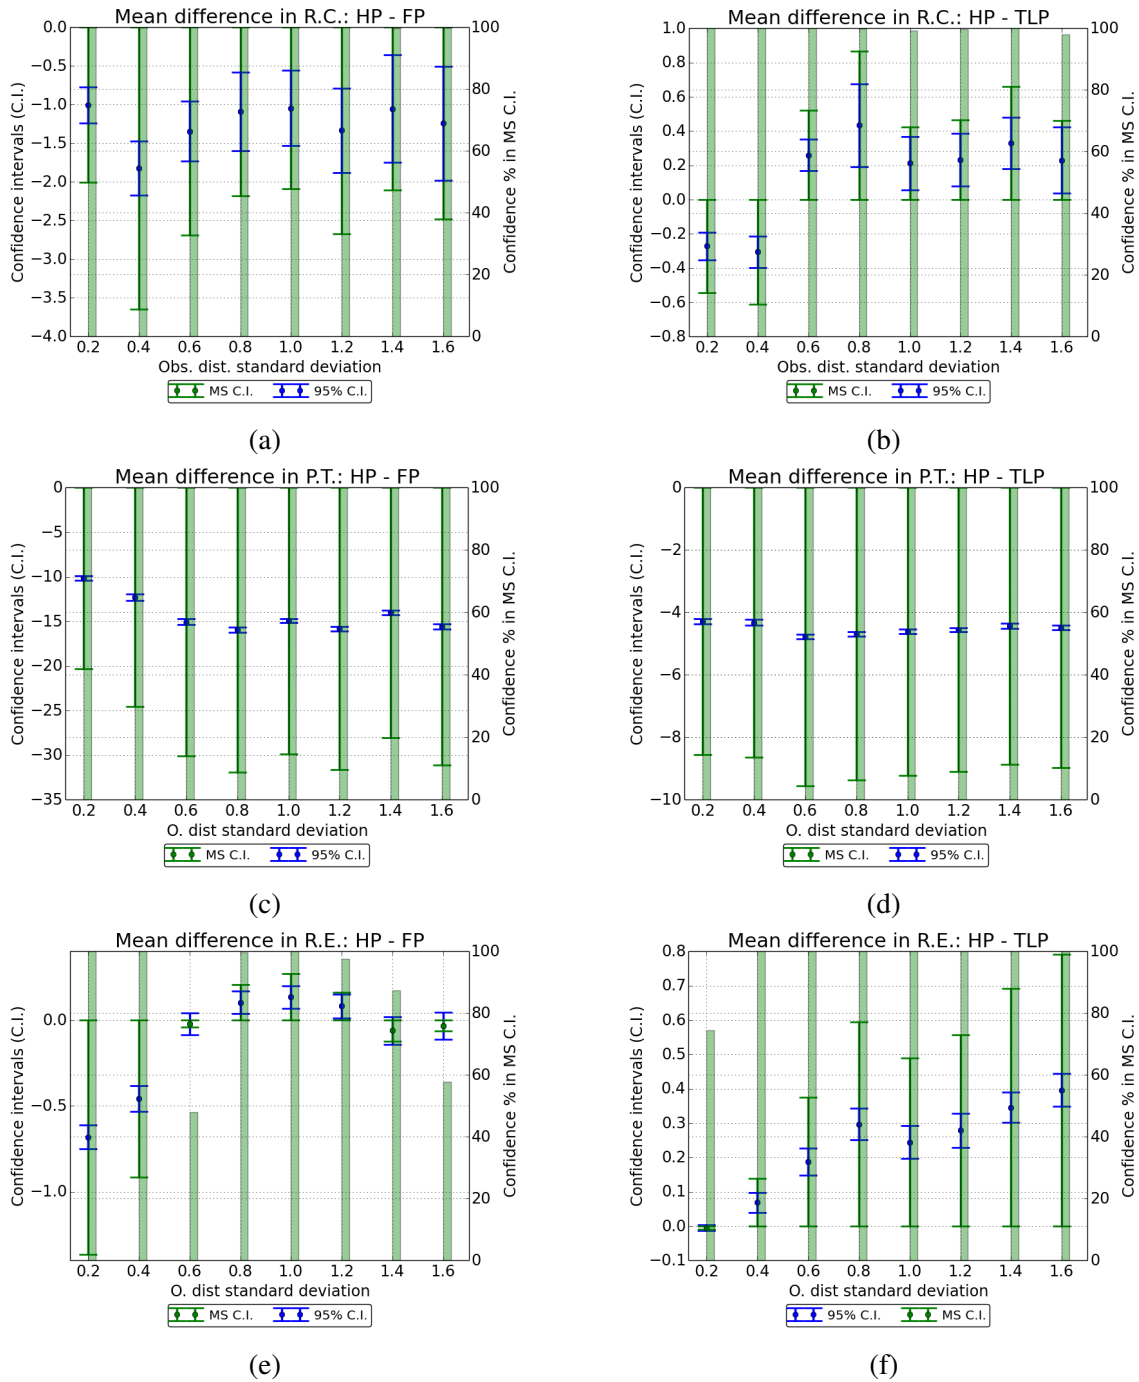 Mean difference in R.C.: HP - FP
Confidence intervals (C.I.)
0.0
−0.5
−1.0
−1.5
−2.0
−2.5
−3.0
−3.5
−4.0
100
80
60
40
20
0
Confidence % in MS C.I.
0.2 0.4 0.6 0.8 1.0 1.2 1.4 1.6
Obs. dist. standard deviation
MS C.I. 95% C.I.
(a)
Mean difference in R.C.: HP - TLP
Confidence intervals (C.I.)
1.0
0.8
0.6
0.4
0.2
0.0
−0.2
−0.4
−0.6
−0.8
100
80
60
40
20
0
Confidence % in MS C.I.
0.2 0.4 0.6 0.8 1.0 1.2 1.4 1.6
Obs. dist. standard deviation
MS C.I. 95% C.I.
(b)
Mean difference in P.T.: HP - FP
Confidence intervals (C.I.)
0
−5
−10
−15
−20
−25
−30
−35
100
80
60
40
20
0
Confidence % in MS C.I.
0.2 0.4 0.6 0.8 1.0 1.2 1.4 1.6
O. dist standard deviation
MS C.I. 95% C.I.
(c)
Mean difference in P.T.: HP - TLP
Confidence intervals (C.I.)
0
−2
−4
−6
−8
−10
100
80
60
40
20
0
Confidence % in MS C.I.
0.2 0.4 0.6 0.8 1.0 1.2 1.4 1.6
O. dist standard deviation
MS C.I. 95% C.I.
(d)
Mean difference in R.E.: HP - FP
Confidence intervals (C.I.)
0.0
−0.5
−1.0
100
80
60
40
20
0
Confidence % in MS C.I.
0.2 0.4 0.6 0.8 1.0 1.2 1.4 1.6
O. dist standard deviation
MS C.I. 95% C.I.
(e)
Mean difference in R.E.: HP - TLP
Confidence intervals (C.I.)
0.8
0.7
0.6
0.5
0.4
0.3
0.2
0.1
0.0
−0.1
100
80
60
40
20
0
Confidence % in MS C.I.
0.2 0.4 0.6 0.8 1.0 1.2 1.4 1.6
O. dist standard deviation
95% C.I. MS C.I.
(f)